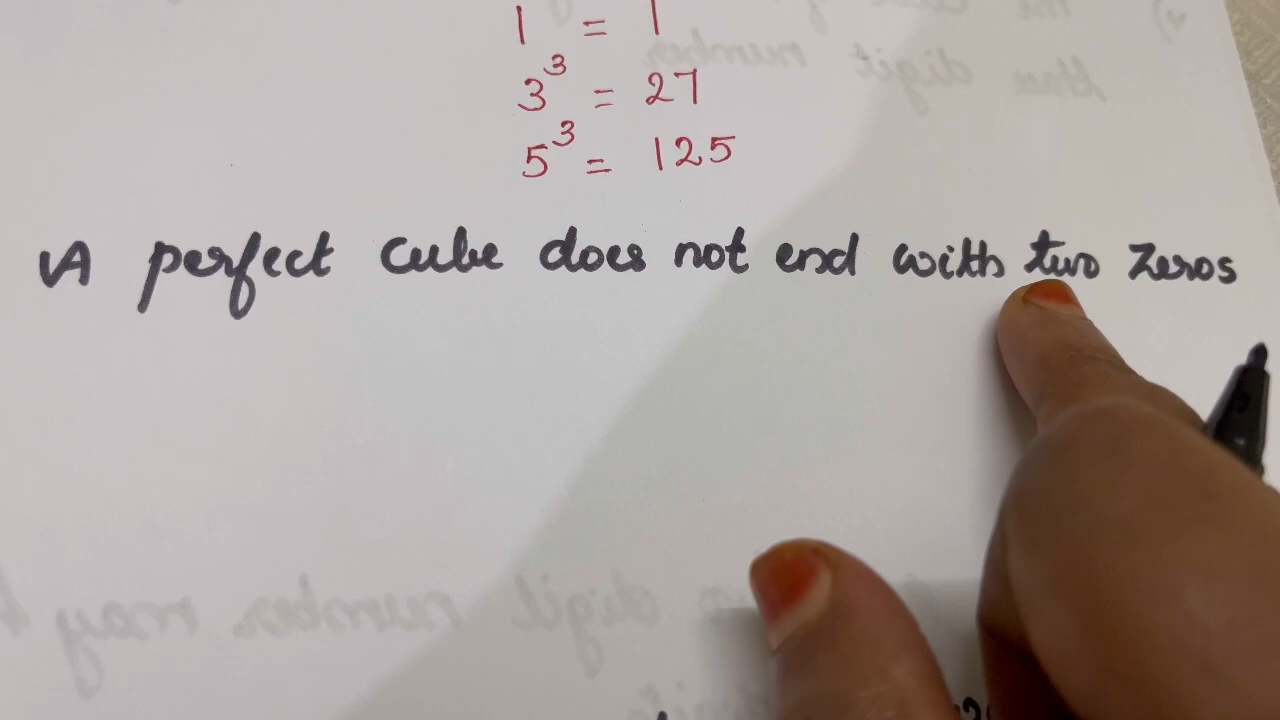 1 = 1
3³ = 27
5³ = 125
A perfect cube does not end with two zeros